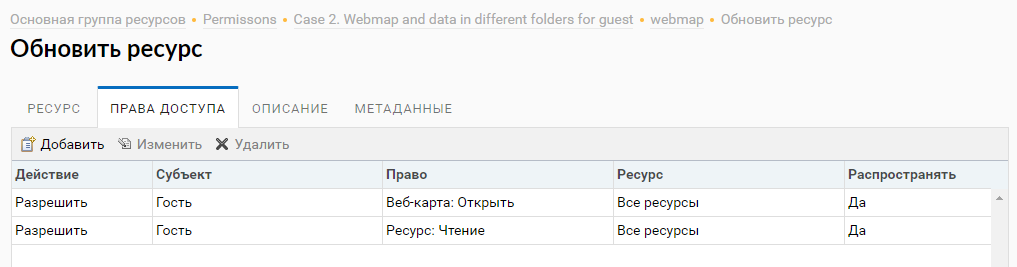 Основная группа ресурсов • Permissons • Case 2. Webmap and data in different folders for guest • webmap • Обновить ресурс
Обновить ресурс
РЕСУРС ПРАВА ДОСТУПА ОПИСАНИЕ МЕТАДАННЫЕ
Добавить Изменить Удалить
Действие Субъект Право Ресурс Распространять
Разрешить Гость Веб-карта: Открыть Все ресурсы Да
Разрешить Гость Ресурс: Чтение Все ресурсы Да